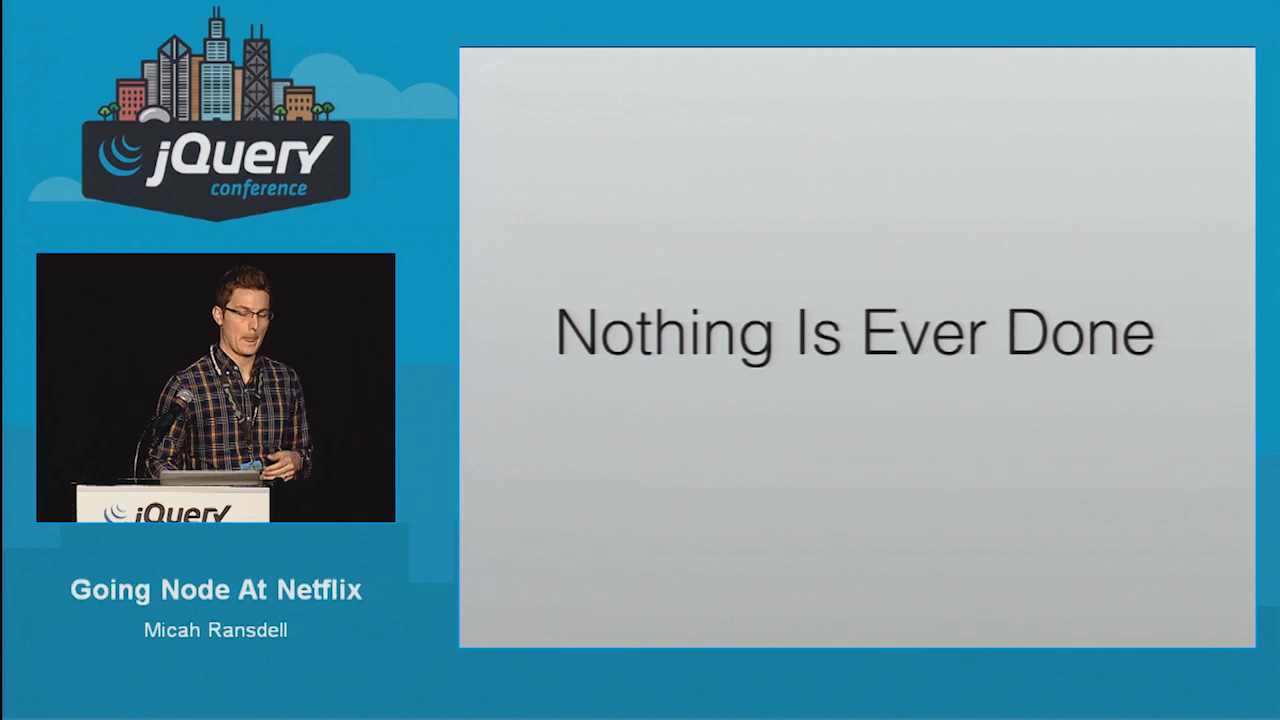 jQuery
conference
Nothing Is Ever Done
jQuery
Going Node At Netflix
Micah Ransdell